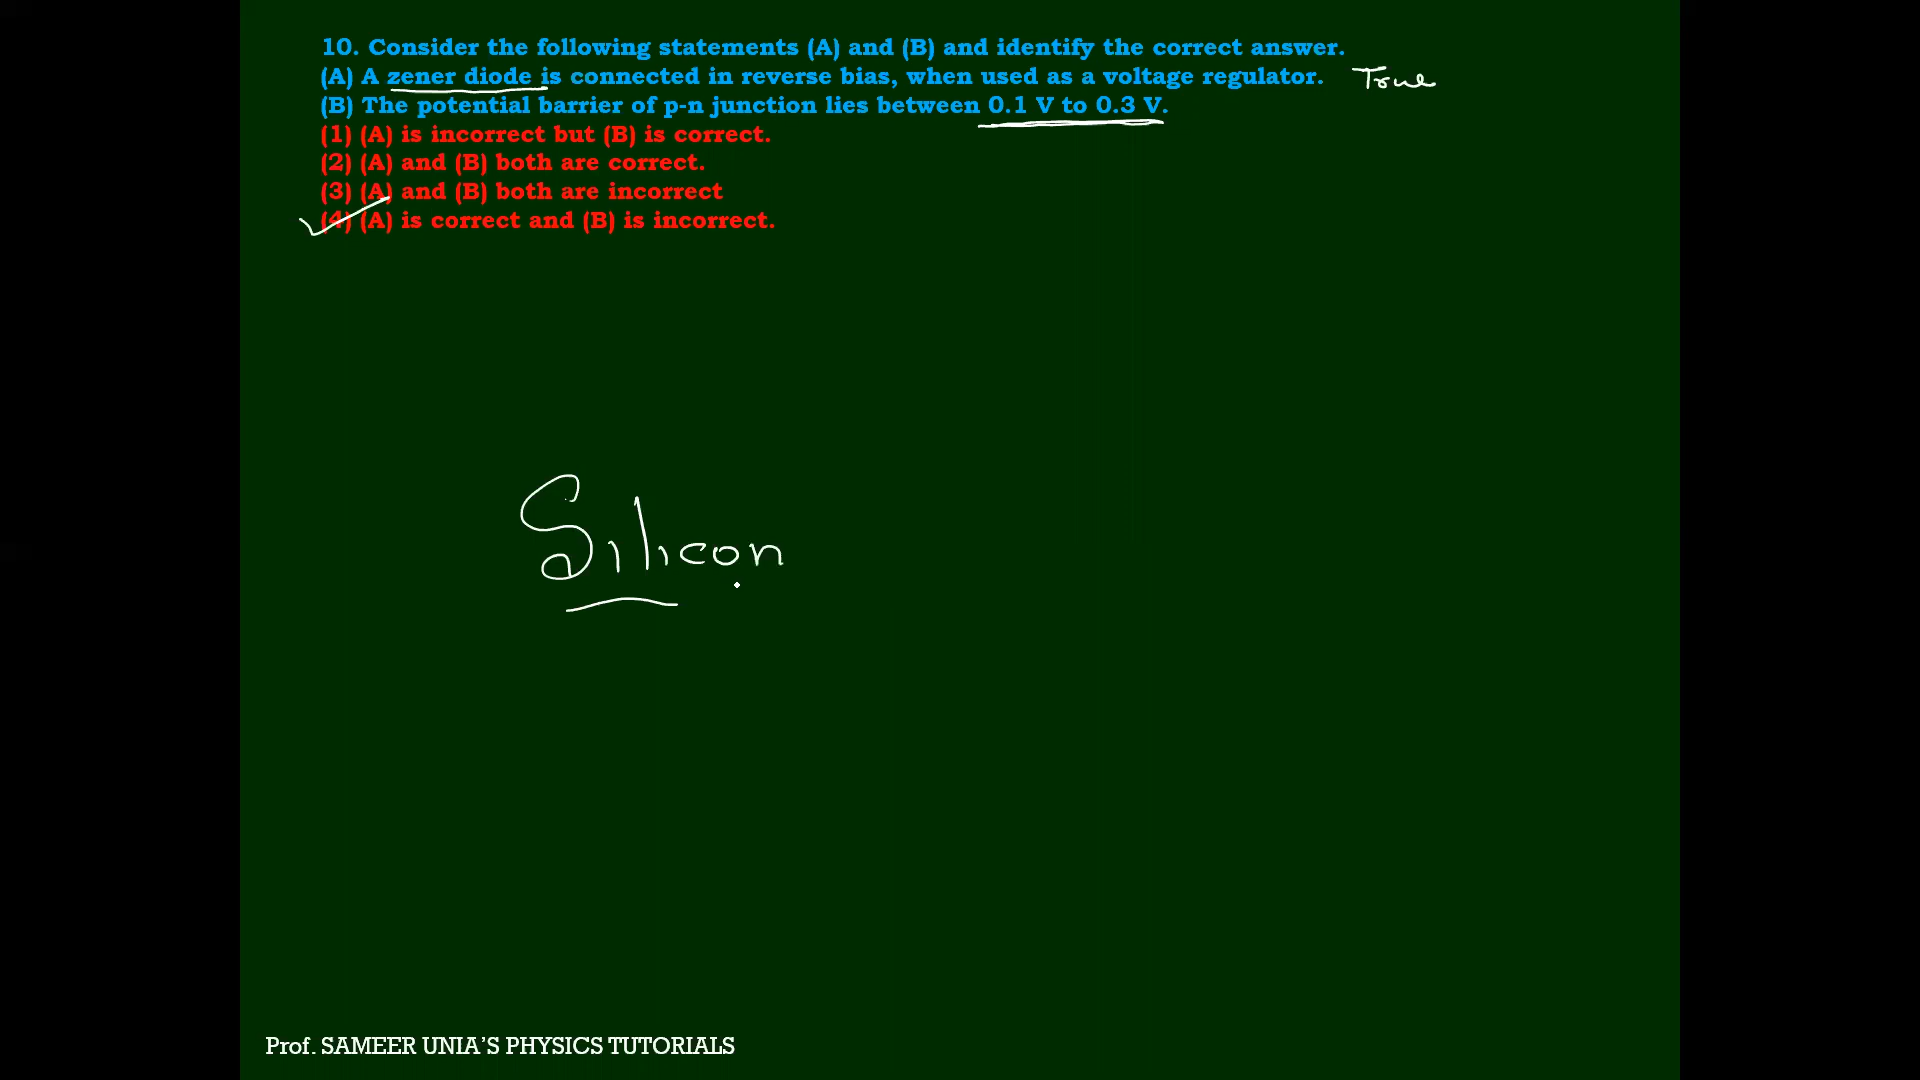 10. Consider the following statements (A) and (B) and identify the correct answer.
(A) A zener diode is connected in reverse bias, when used as a voltage regulator. True
(B) The potential barrier of p-n junction lies between 0.1 V to 0.3 V.
(1) (A) is incorrect but (B) is correct.
(2) (A) and (B) both are correct.
(3) (A) and (B) both are incorrect
(4) (A) is correct and (B) is incorrect.
Silicon
Prof. SAMEER UNIA'S PHYSICS TUTORIALS